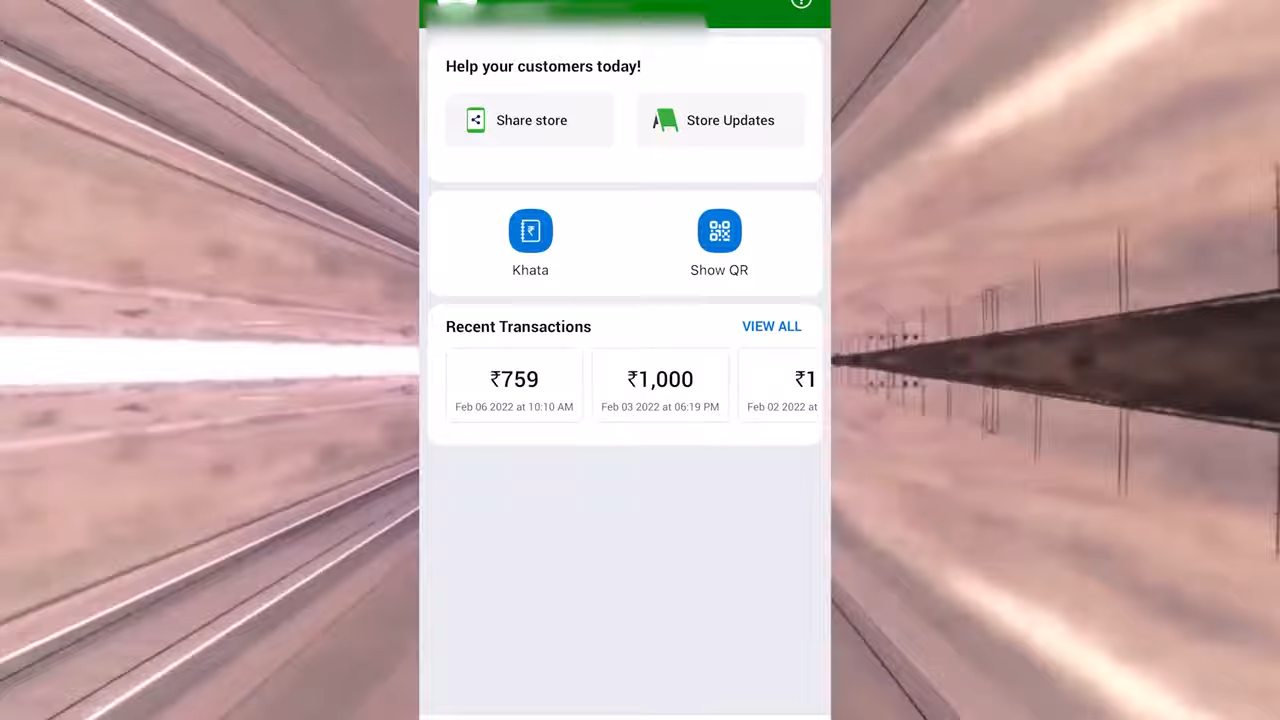 Help your customers today!
Share store
Store Updates
Khata
Show QR
Recent Transactions
VIEW ALL
₹759
₹1,000
₹1
Feb 06 2022 at 10:10 AM
Feb 03 2022 at 06:19 PM
Feb 02 2022 at